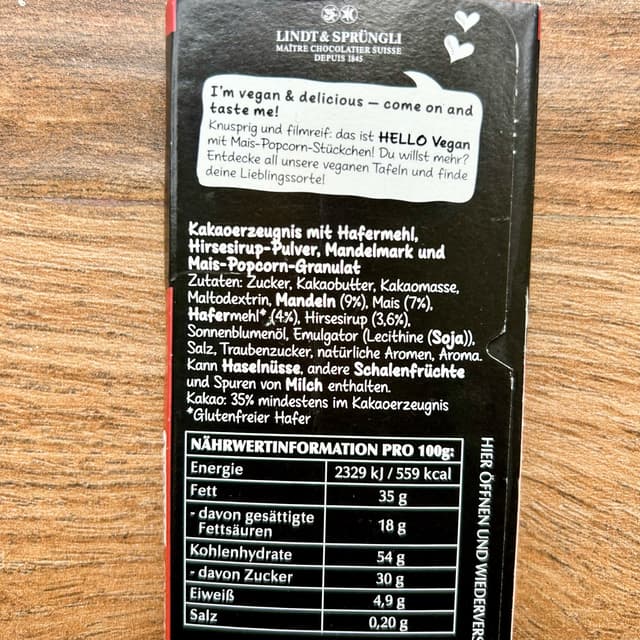 LINDT & SPRÜNGLI
MAÎTRE CHOCOLATIER SUISSE
DEPUIS 1845
I'm vegan & delicious – come on and
taste me!
Knusprig und filmreif: das ist HELLO Vegan
mit Mais-Popcorn-Stückchen! Du willst mehr?
Entdecke all unsere veganen Tafeln und finde
deine Lieblingssorte!
Kakaoerzeugnis mit Hafermehl,
Hirsesirup-Pulver, Mandelmark und
Mais-Popcorn-Granulat
Zutaten: Zucker, Kakaobutter, Kakaomasse,
Maltodextrin, Mandeln (9%), Mais (7%),
Hafermehl* (4%), Hirsesirup (3,6%),
Sonnenblumenöl, Emulgator (Lecithine (Soja)),
Salz, Traubenzucker, natürliche Aromen, Aroma.
Kann Haselnüsse, andere Schalenfrüchte
und Spuren von Milch enthalten.
Kakao: 35% mindestens im Kakaoerzeugnis
*Glutenfreier Hafer
NÄHRWERTINFORMATION PRO 100g:
Energie 2329 kJ / 559 kcal
Fett 35 g
- davon gesättigte
Fettsäuren 18 g
Kohlenhydrate 54 g
- davon Zucker 30 g
Eiweiß 4,9 g
Salz 0,20 g
HIER ÖFFNEN UND WIEDERVERS